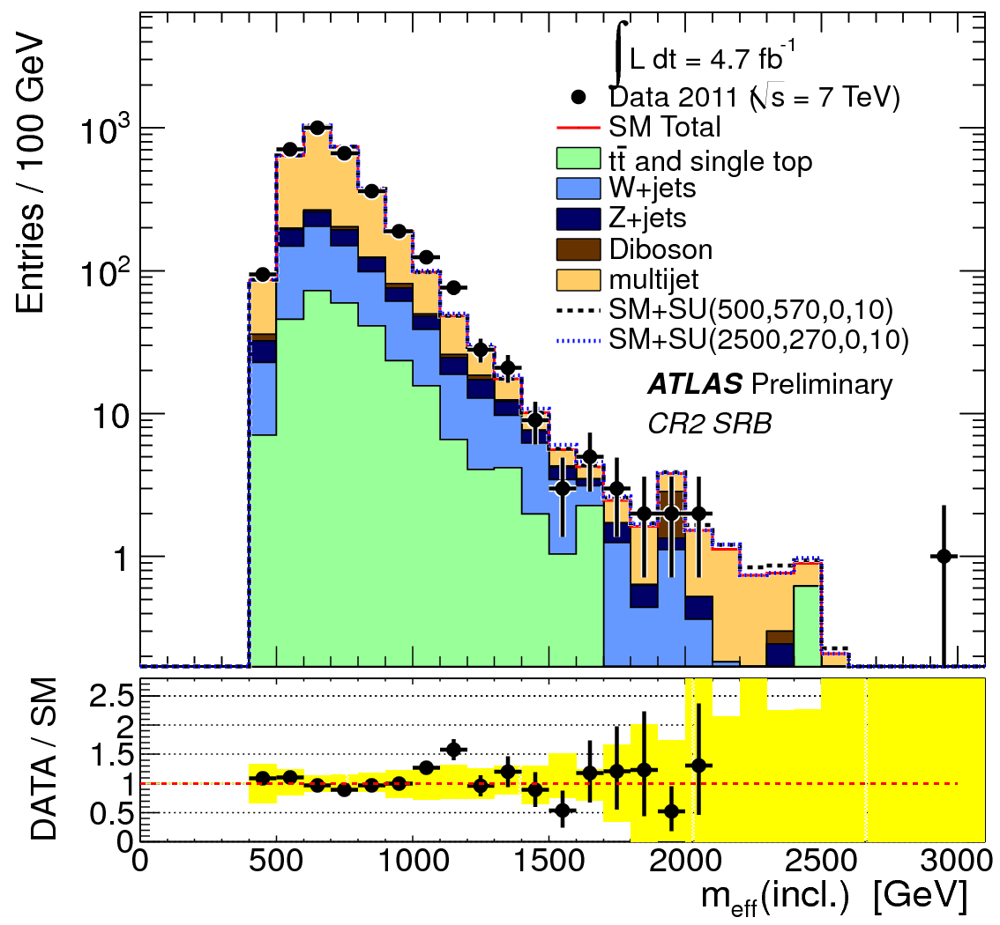 ∫ L dt = 4.7 fb⁻¹
Data 2011 (√s = 7 TeV)
SM Total
tt̄ and single top
W+jets
Z+jets
Diboson
multijet
SM+SU(500,570,0,10)
SM+SU(2500,270,0,10)
ATLAS Preliminary
CR2 SRB
Entries / 100 GeV
10³
10²
10
1
DATA / SM
2.5
2
1.5
1
0.5
0
0 500 1000 1500 2000 2500 3000
m_eff(incl.) [GeV]